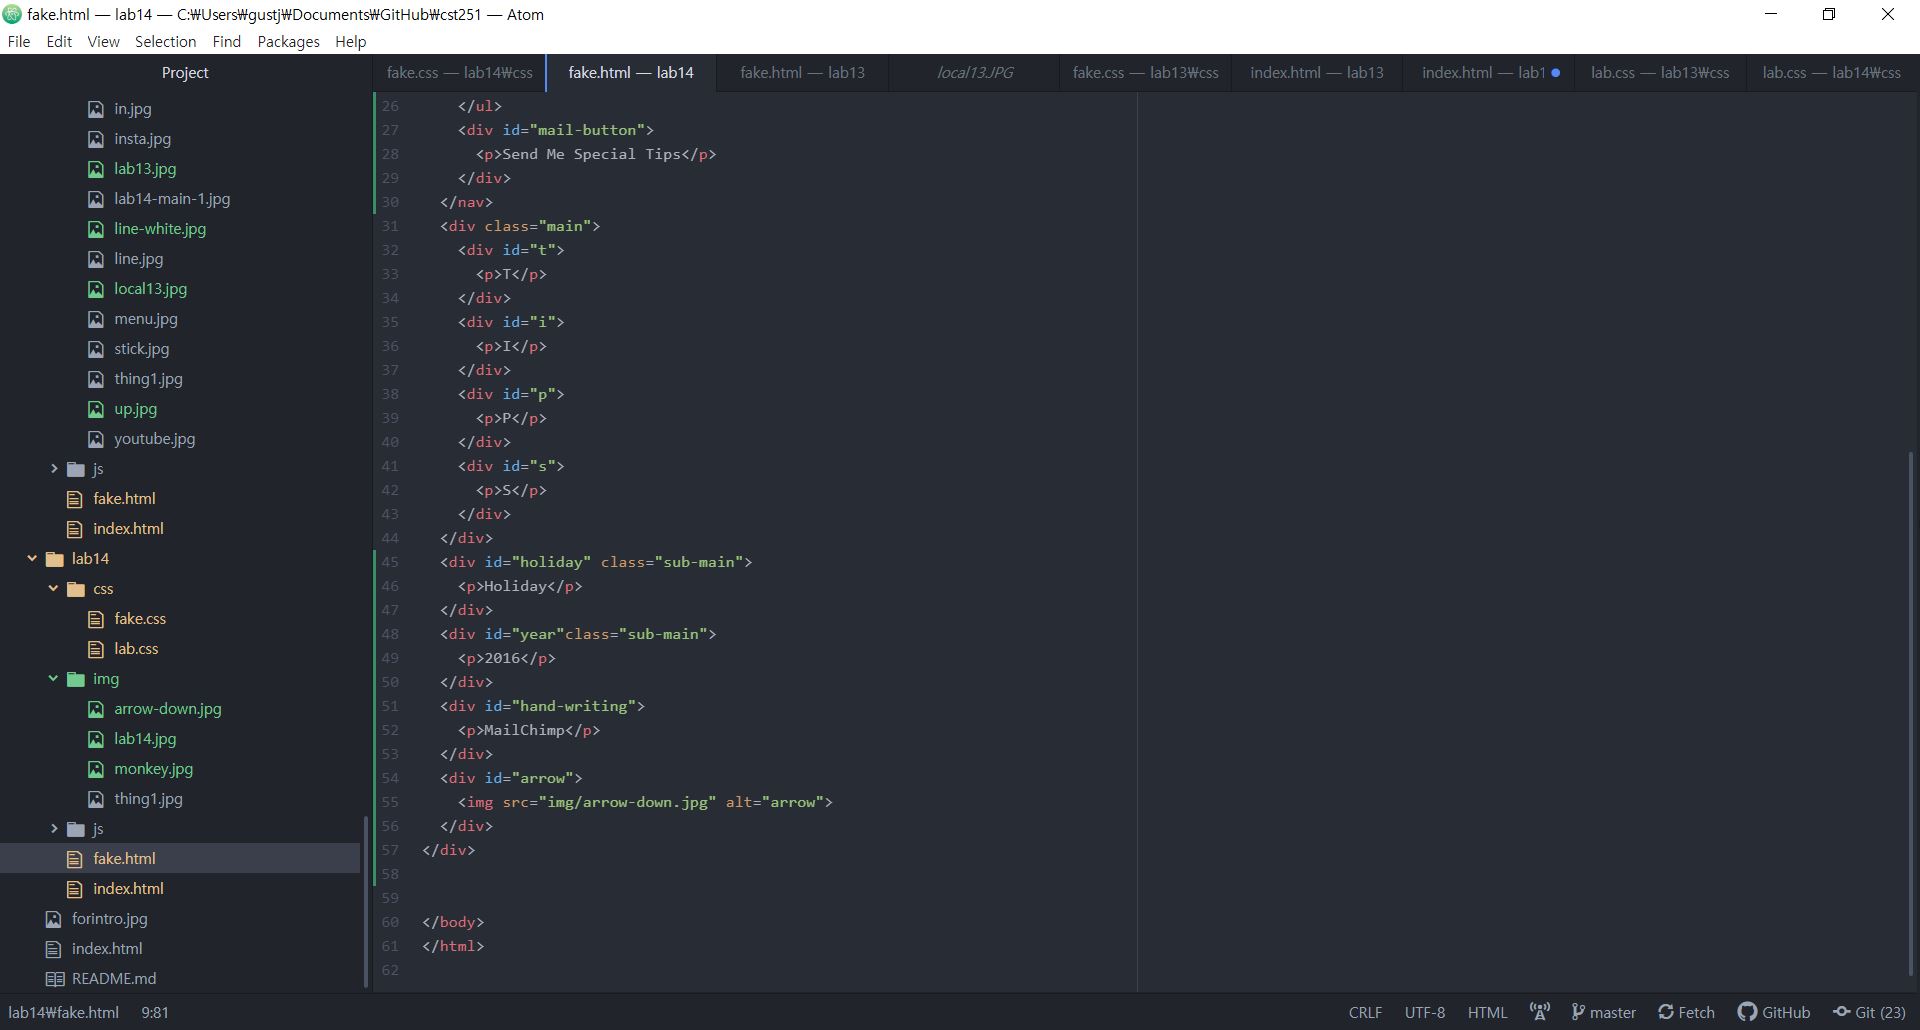 fake.html — lab14 — C:₩Users₩gustj₩Documents₩GitHub₩cst251 — Atom
File Edit View Selection Find Packages Help
Project
in.jpg
insta.jpg
lab13.jpg
lab14-main-1.jpg
line-white.jpg
line.jpg
local13.jpg
menu.jpg
stick.jpg
thing1.jpg
up.jpg
youtube.jpg
js
fake.html
index.html
lab14
css
fake.css
lab.css
img
arrow-down.jpg
lab14.jpg
monkey.jpg
thing1.jpg
js
fake.html
index.html
forintro.jpg
index.html
README.md
fake.css — lab14₩css fake.html — lab14 fake.html — lab13 local13.JPG fake.css — lab13₩css index.html — lab13 index.html — lab1 lab.css — lab13₩css lab.css — lab14₩css
26 </ul>
27 <div id="mail-button">
28 <p>Send Me Special Tips</p>
29 </div>
30 </nav>
31 <div class="main">
32 <div id="t">
33 <p>T</p>
34 </div>
35 <div id="i">
36 <p>I</p>
37 </div>
38 <div id="p">
39 <p>P</p>
40 </div>
41 <div id="s">
42 <p>S</p>
43 </div>
44 </div>
45 <div id="holiday" class="sub-main">
46 <p>Holiday</p>
47 </div>
48 <div id="year"class="sub-main">
49 <p>2016</p>
50 </div>
51 <div id="hand-writing">
52 <p>MailChimp</p>
53 </div>
54 <div id="arrow">
55 <img src="img/arrow-down.jpg" alt="arrow">
56 </div>
57 </div>
58
59
60 </body>
61 </html>
62
lab14₩fake.html 9:81 CRLF UTF-8 HTML master Fetch GitHub Git (23)